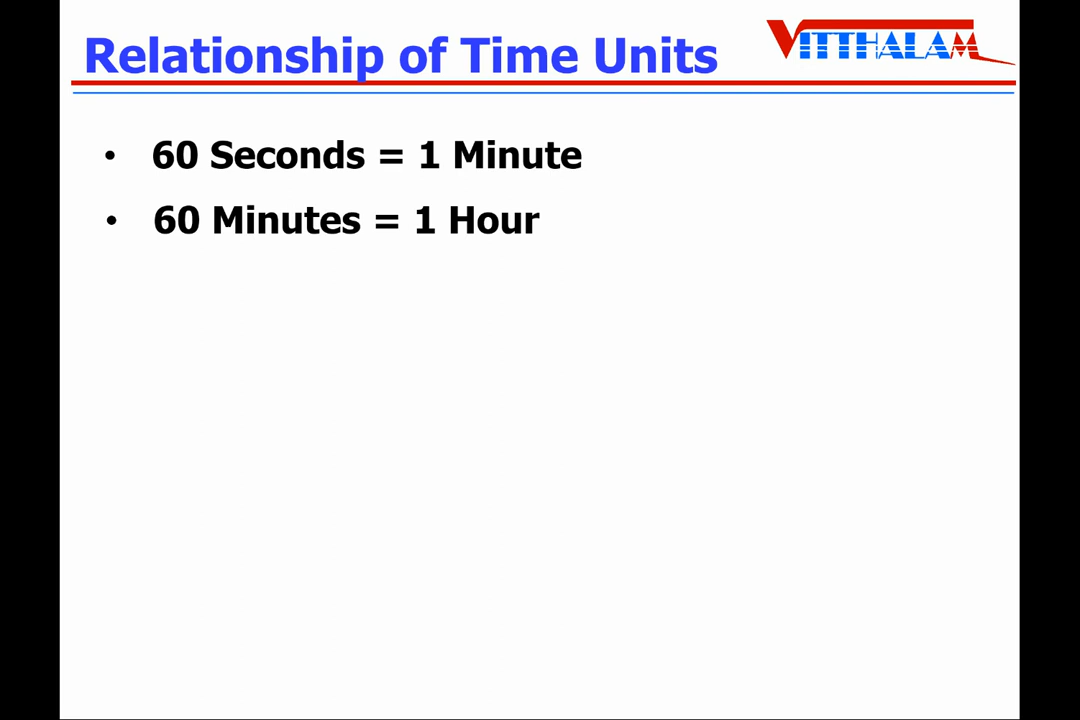 Relationship of Time Units
VITTHALAM
• 60 Seconds = 1 Minute
• 60 Minutes = 1 Hour